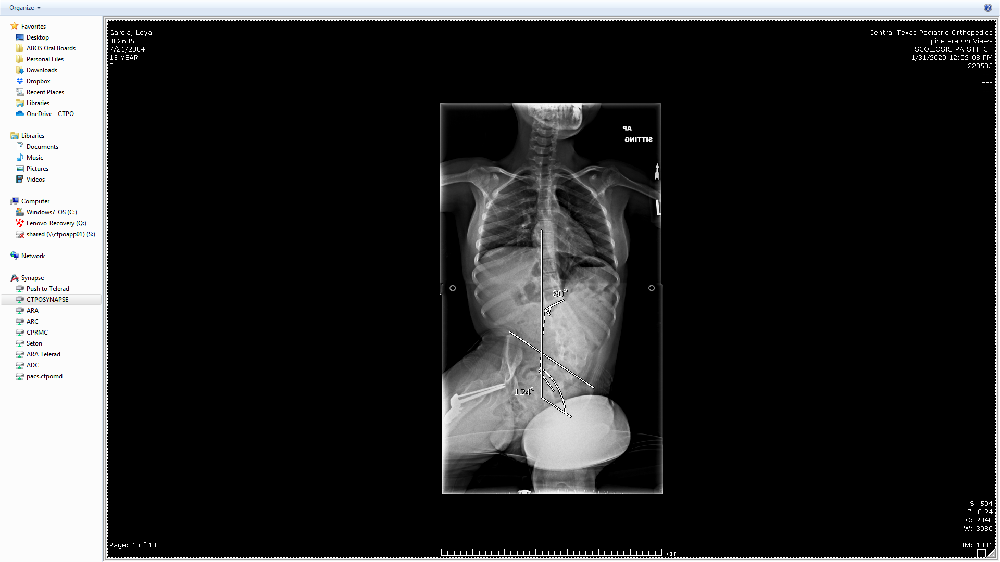 Organize
Favorites
Desktop
ABOS Oral Boards
Personal Files
Downloads
Dropbox
Recent Places
Libraries
OneDrive - CTPO
Libraries
Documents
Music
Pictures
Videos
Computer
Windows7_OS (C:)
Lenovo_Recovery (Q:)
shared (\\ctpoapp01) (S:)
Network
Synapse
Push to Telerad
CTPOSYNAPSE
ARA
ARC
CPRMC
Seton
ARA Telerad
ADC
pacs.ctpomd
Garcia, Leya
302685
7/21/2004
15 YEAR
F
Central Texas Pediatric Orthopedics
Spine Pre Op Views
SCOLIOSIS PA STITCH
1/31/2020 12:02:08 PM
220505
---
---
---
AP
SITTING
L
80°
124°
S: 504
Z: 0.24
C: 2048
W: 3080
IM: 1001
Page: 1 of 13
cm